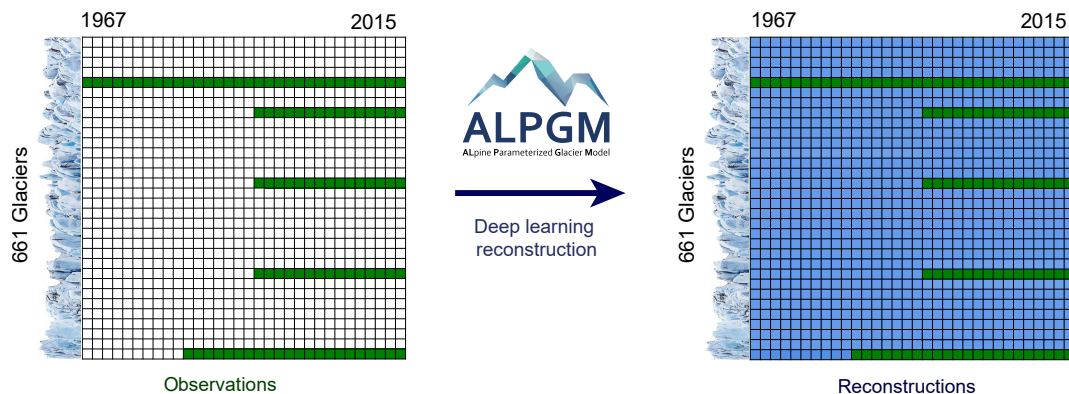 1967 2015
661 Glaciers
Observations
ALPGM
ALpine Parameterized Glacier Model
Deep learning
reconstruction
1967 2015
661 Glaciers
Reconstructions